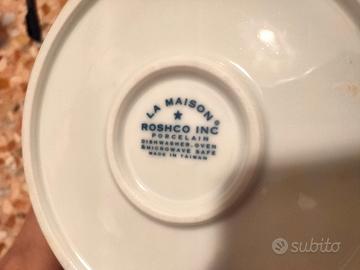 LA MAISON®
★
ROSHCO INC
PORCELAIN
DISHWASHER, OVEN
&MICROWAVE SAFE
MADE IN TAIWAN
subito